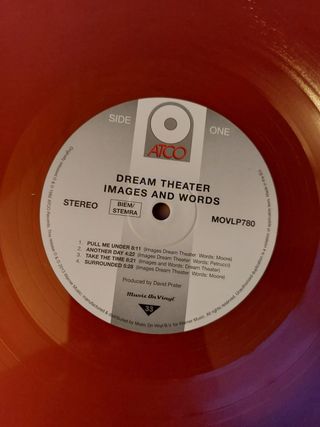 SIDE
ONE
ATCO
DREAM THEATER
IMAGES AND WORDS
STEREO
BIEM/
STEMRA
MOVLP780
1. PULL ME UNDER 8:11 (Images Dream Theater Words: Moore)
2. ANOTHER DAY 4:22 (Images Dream Theater Words: Petrucci)
3. TAKE THE TIME 8:21 (Images and Words: Dream Theater)
4. SURROUNDED 5:28 (Images Dream Theater Words: Moore)
Produced by David Prater
Music On Vinyl
33